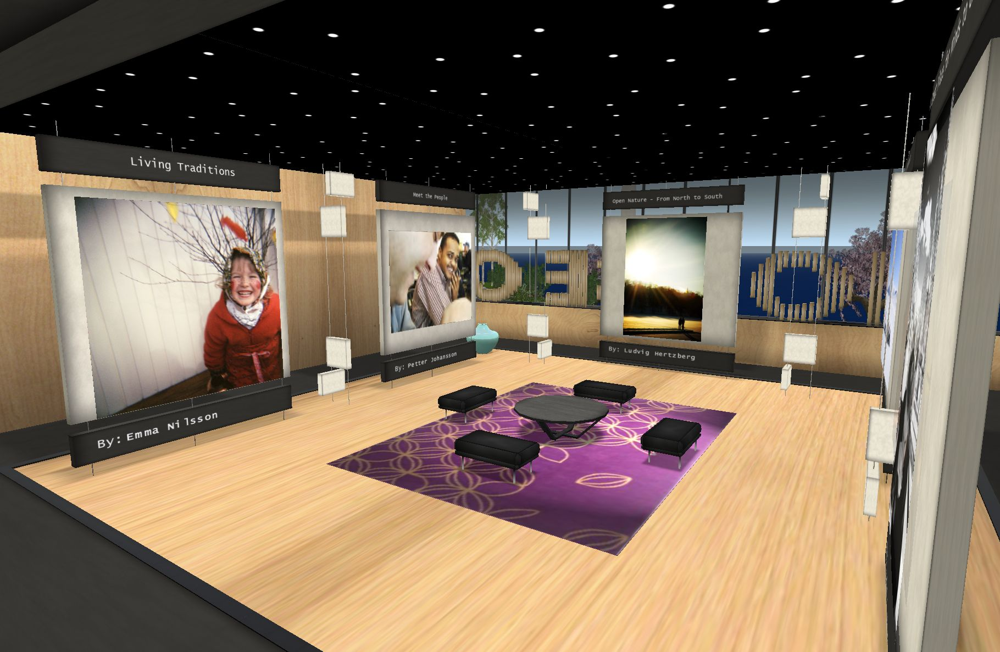 Living Traditions
By: Emma Nilsson
Meet the People
By: Petter Johansson
Open Nature - From North to South
By: Ludvig Hertzberg